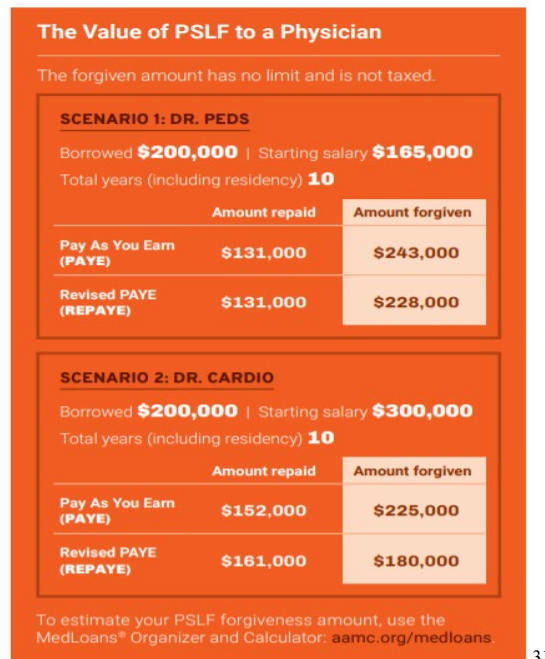 The Value of PSLF to a Physician
The forgiven amount has no limit and is not taxed.
SCENARIO 1: DR. PEDS
Borrowed $200,000 | Starting salary $165,000
Total years (including residency) 10
Amount repaid Amount forgiven
Pay As You Earn
(PAYE) $131,000 $243,000
Revised PAYE
(REPAYE) $131,000 $228,000
SCENARIO 2: DR. CARDIO
Borrowed $200,000 | Starting salary $300,000
Total years (including residency) 10
Amount repaid Amount forgiven
Pay As You Earn
(PAYE) $152,000 $225,000
Revised PAYE
(REPAYE) $161,000 $180,000
To estimate your PSLF forgiveness amount, use the
MedLoans® Organizer and Calculator: aamc.org/medloans.